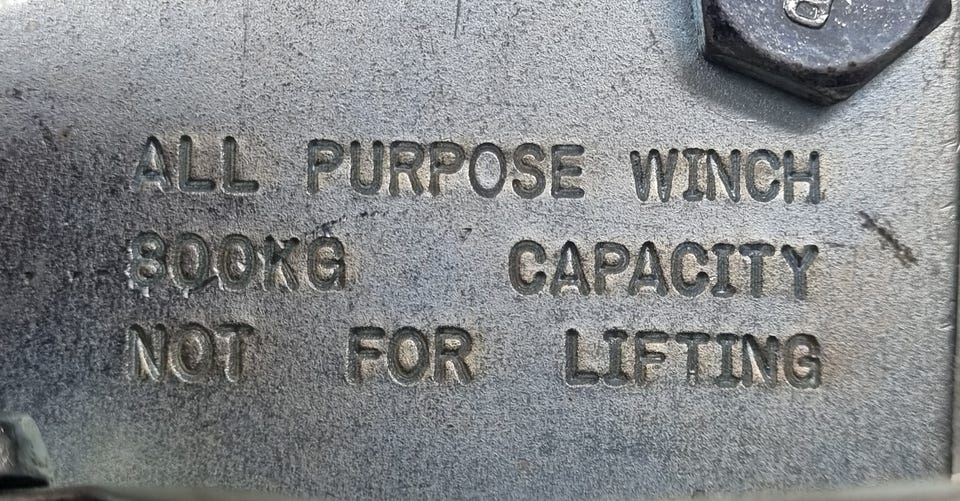 ALL PURPOSE WINCH
800KG CAPACITY
NOT FOR LIFTING